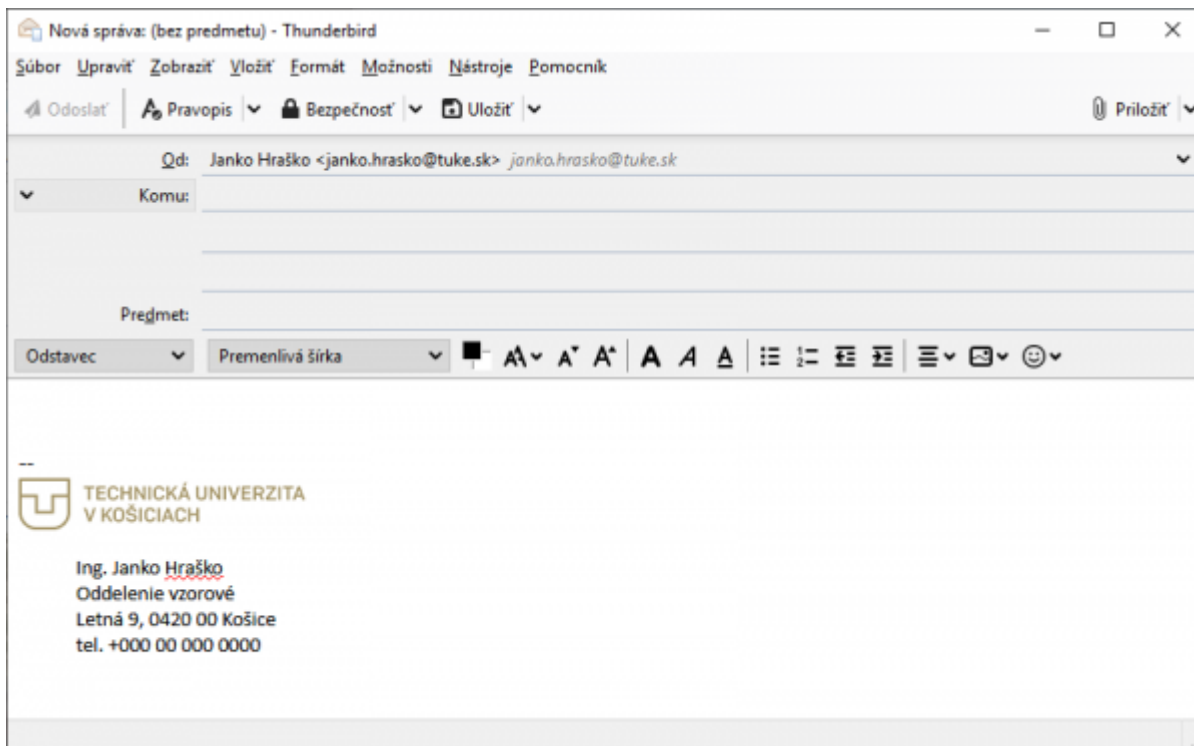 Nová správa: (bez predmetu) - Thunderbird
Súbor Upraviť Zobraziť Vložiť Formát Možnosti Nástroje Pomocník
Odoslať Pravopis Bezpečnosť Uložiť Priložiť
Od: Janko Hraško <janko.hrasko@tuke.sk> janko.hrasko@tuke.sk
Komu:
Predmet:
Odstavec Premenlivá šírka
--
TECHNICKÁ UNIVERZITA
V KOŠICIACH
Ing. Janko Hraško
Oddelenie vzorové
Letná 9, 0420 00 Košice
tel. +000 00 000 0000